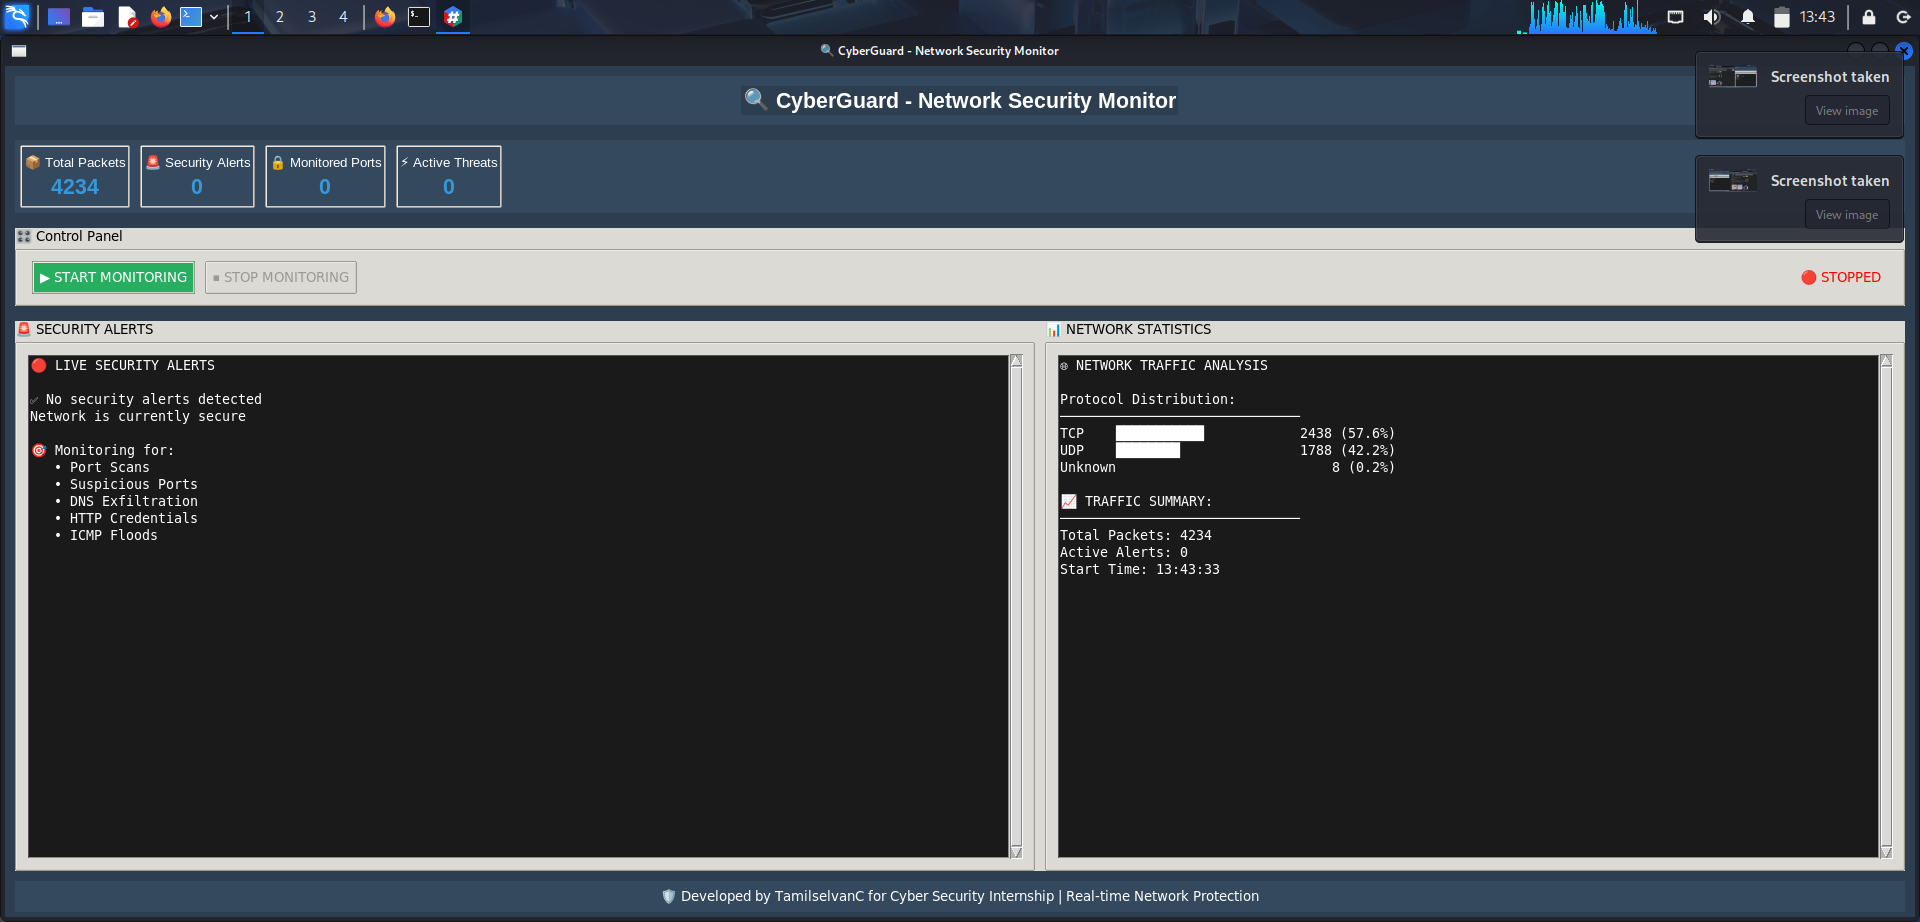 1 2 3 4
13:43
CyberGuard - Network Security Monitor
Screenshot taken
View image
Screenshot taken
View image
CyberGuard - Network Security Monitor
Total Packets
4234
Security Alerts
0
Monitored Ports
0
Active Threats
0
Control Panel
START MONITORING
STOP MONITORING
STOPPED
SECURITY ALERTS
LIVE SECURITY ALERTS
No security alerts detected
Network is currently secure
Monitoring for:
• Port Scans
• Suspicious Ports
• DNS Exfiltration
• HTTP Credentials
• ICMP Floods
NETWORK STATISTICS
NETWORK TRAFFIC ANALYSIS
Protocol Distribution:
TCP 2438 (57.6%)
UDP 1788 (42.2%)
Unknown 8 (0.2%)
TRAFFIC SUMMARY:
Total Packets: 4234
Active Alerts: 0
Start Time: 13:43:33
Developed by TamilselvanC for Cyber Security Internship | Real-time Network Protection